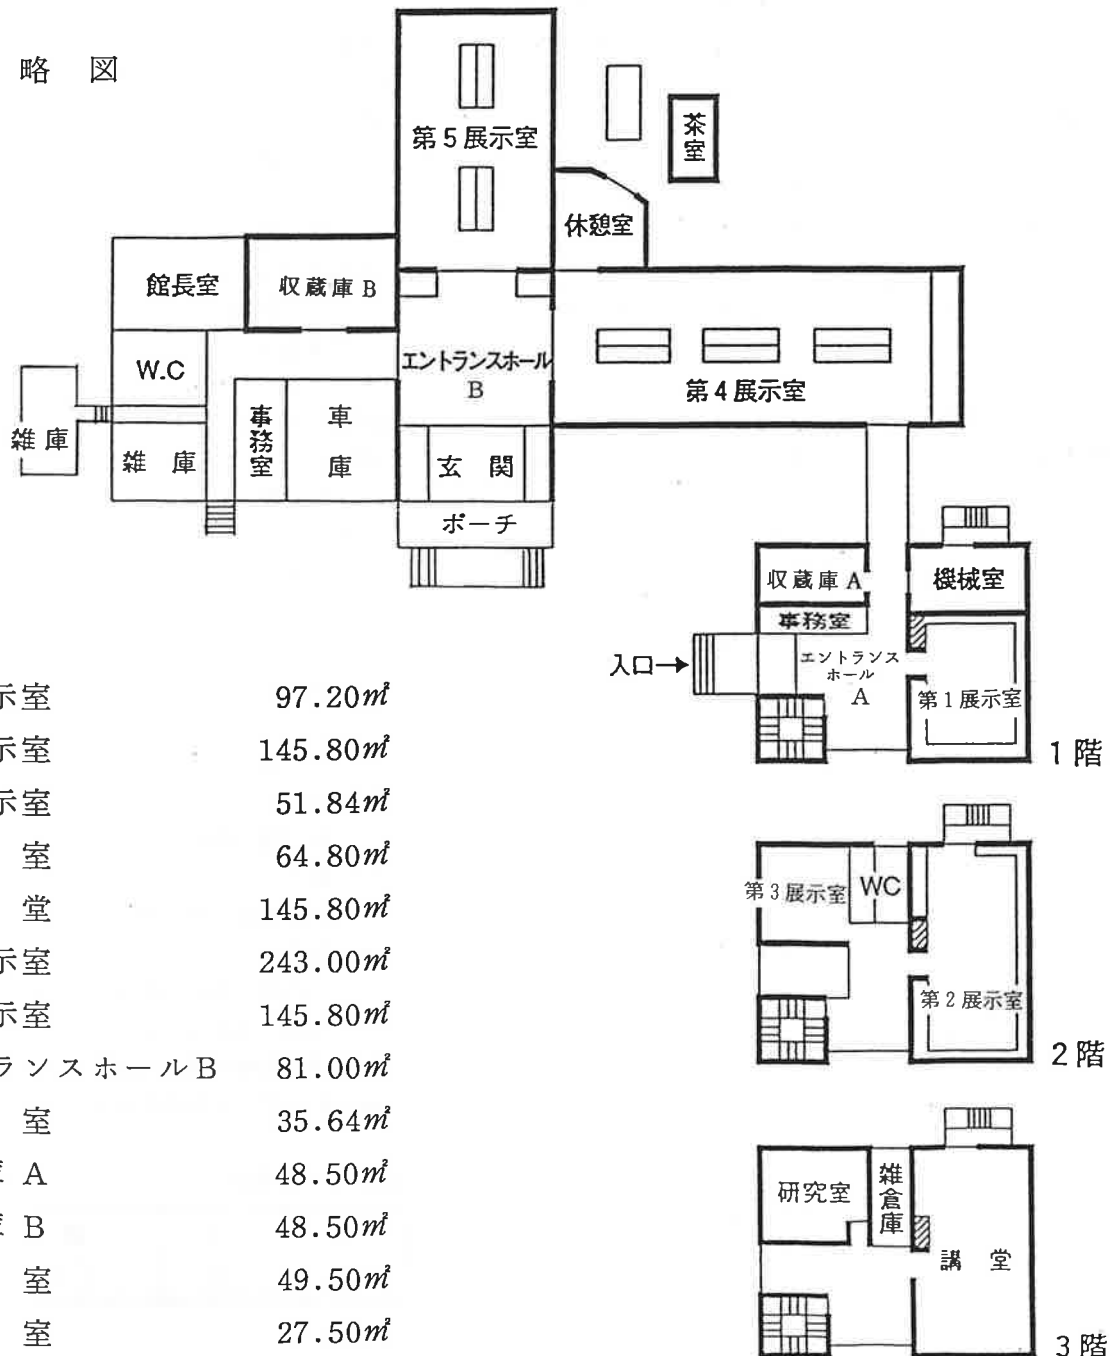 略 図
第5展示室
茶室
休憩室
館長室
収蔵庫B
W.C
エントランスホール
B
第4展示室
雑庫
雑 庫
事務室
車庫
玄 関
ポーチ
収蔵庫A
機械室
事務室
入口→
エントランス
ホール
A
第1展示室
1階
示室 97.20㎡
示室 145.80㎡
示室 51.84㎡
室 64.80㎡
堂 145.80㎡
示室 243.00㎡
示室 145.80㎡
ランスホールB 81.00㎡
室 35.64㎡
A 48.50㎡
B 48.50㎡
室 49.50㎡
室 27.50㎡
第3展示室
WC
第2展示室
2階
研究室
雑倉庫
講 堂
3階